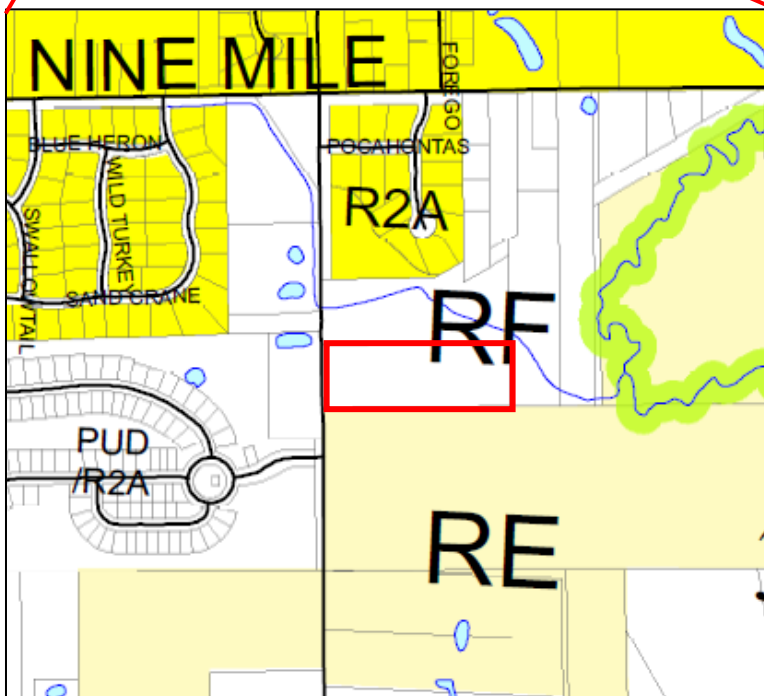 NINE MILE
FOREGO
BLUE HERON
POCAHONTAS
WILD TURKEY
R2A
SWALLOWTAIL
SAND CRANE
RF
PUD
/R2A
RE